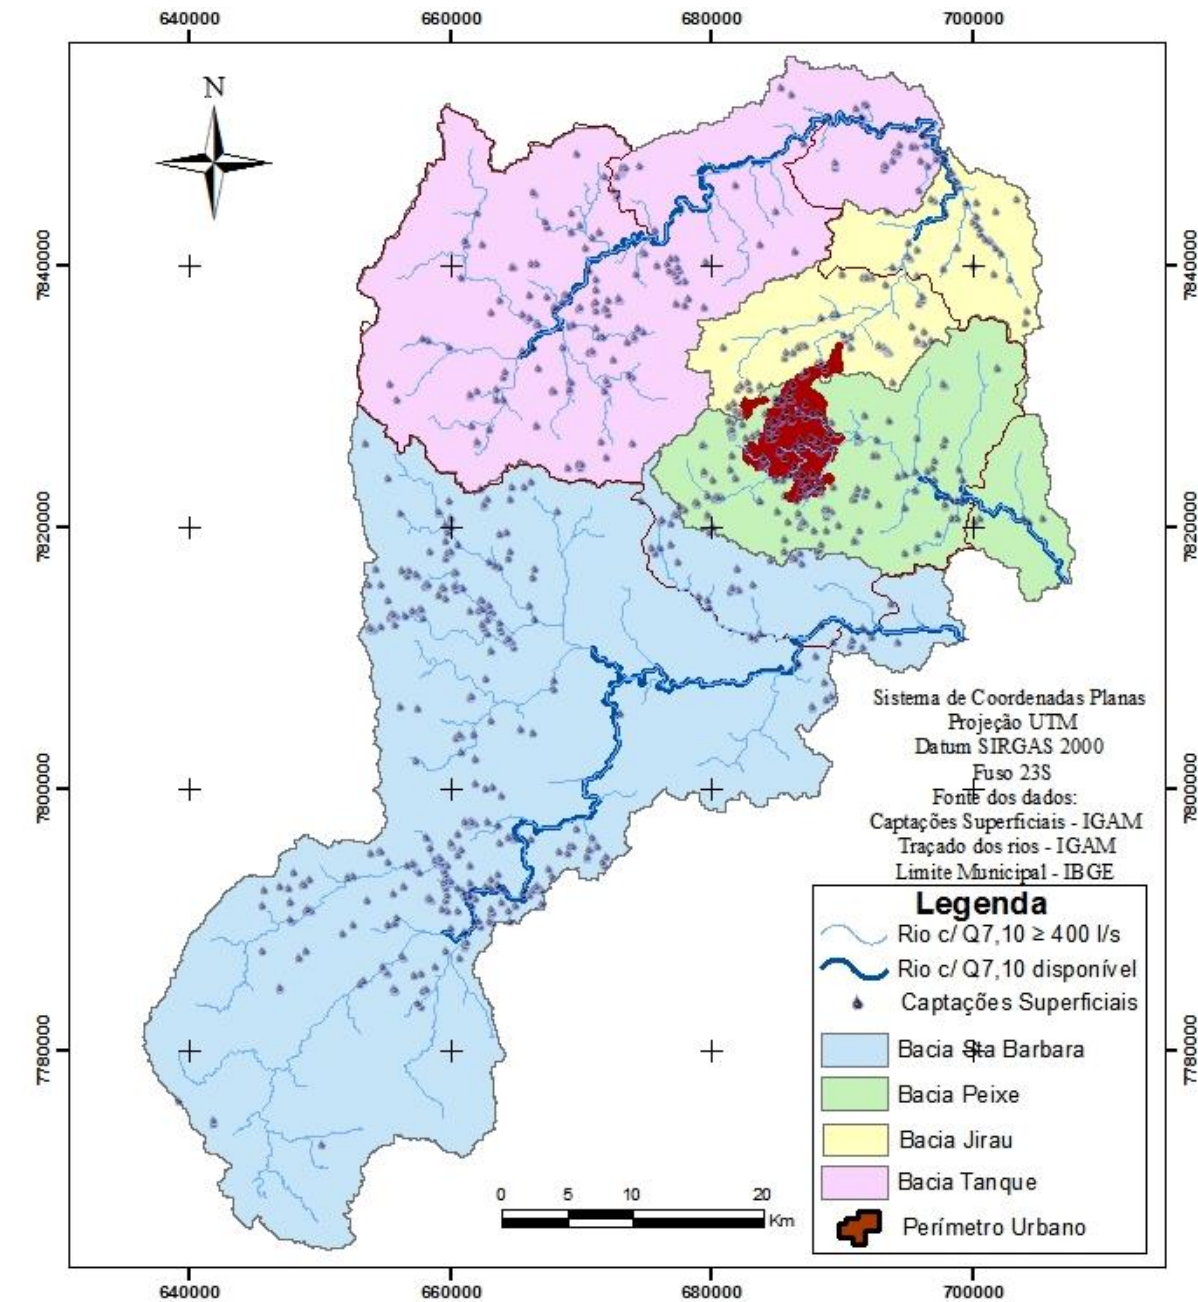 640000 660000 680000 700000
N
7840000 7840000
7820000 7820000
Sistema de Coordenadas Planas
Projeção UTM
Datum SIRGAS 2000
Fuso 23S
7800000 7800000
Fonte dos dados:
Captações Superficiais - IGAM
Traçado dos rios - IGAM
Limite Municipal - IBGE
Legenda
Rio c/ Q7,10 ≥ 400 l/s
Rio c/ Q7,10 disponível
Captações Superficiais
7780000 7780000
Bacia Sta Barbara
Bacia Peixe
Bacia Jirau
Bacia Tanque
Perímetro Urbano
0 5 10 20
Km
640000 660000 680000 700000